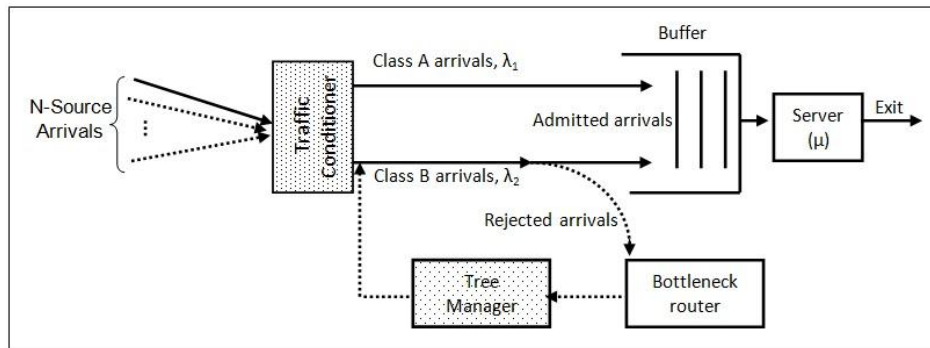 Buffer
Class A arrivals, λ1
N-Source
Arrivals
...
Traffic
Conditioner
Admitted arrivals
Server
(μ)
Exit
Class B arrivals, λ2
Rejected arrivals
Tree
Manager
Bottleneck
router